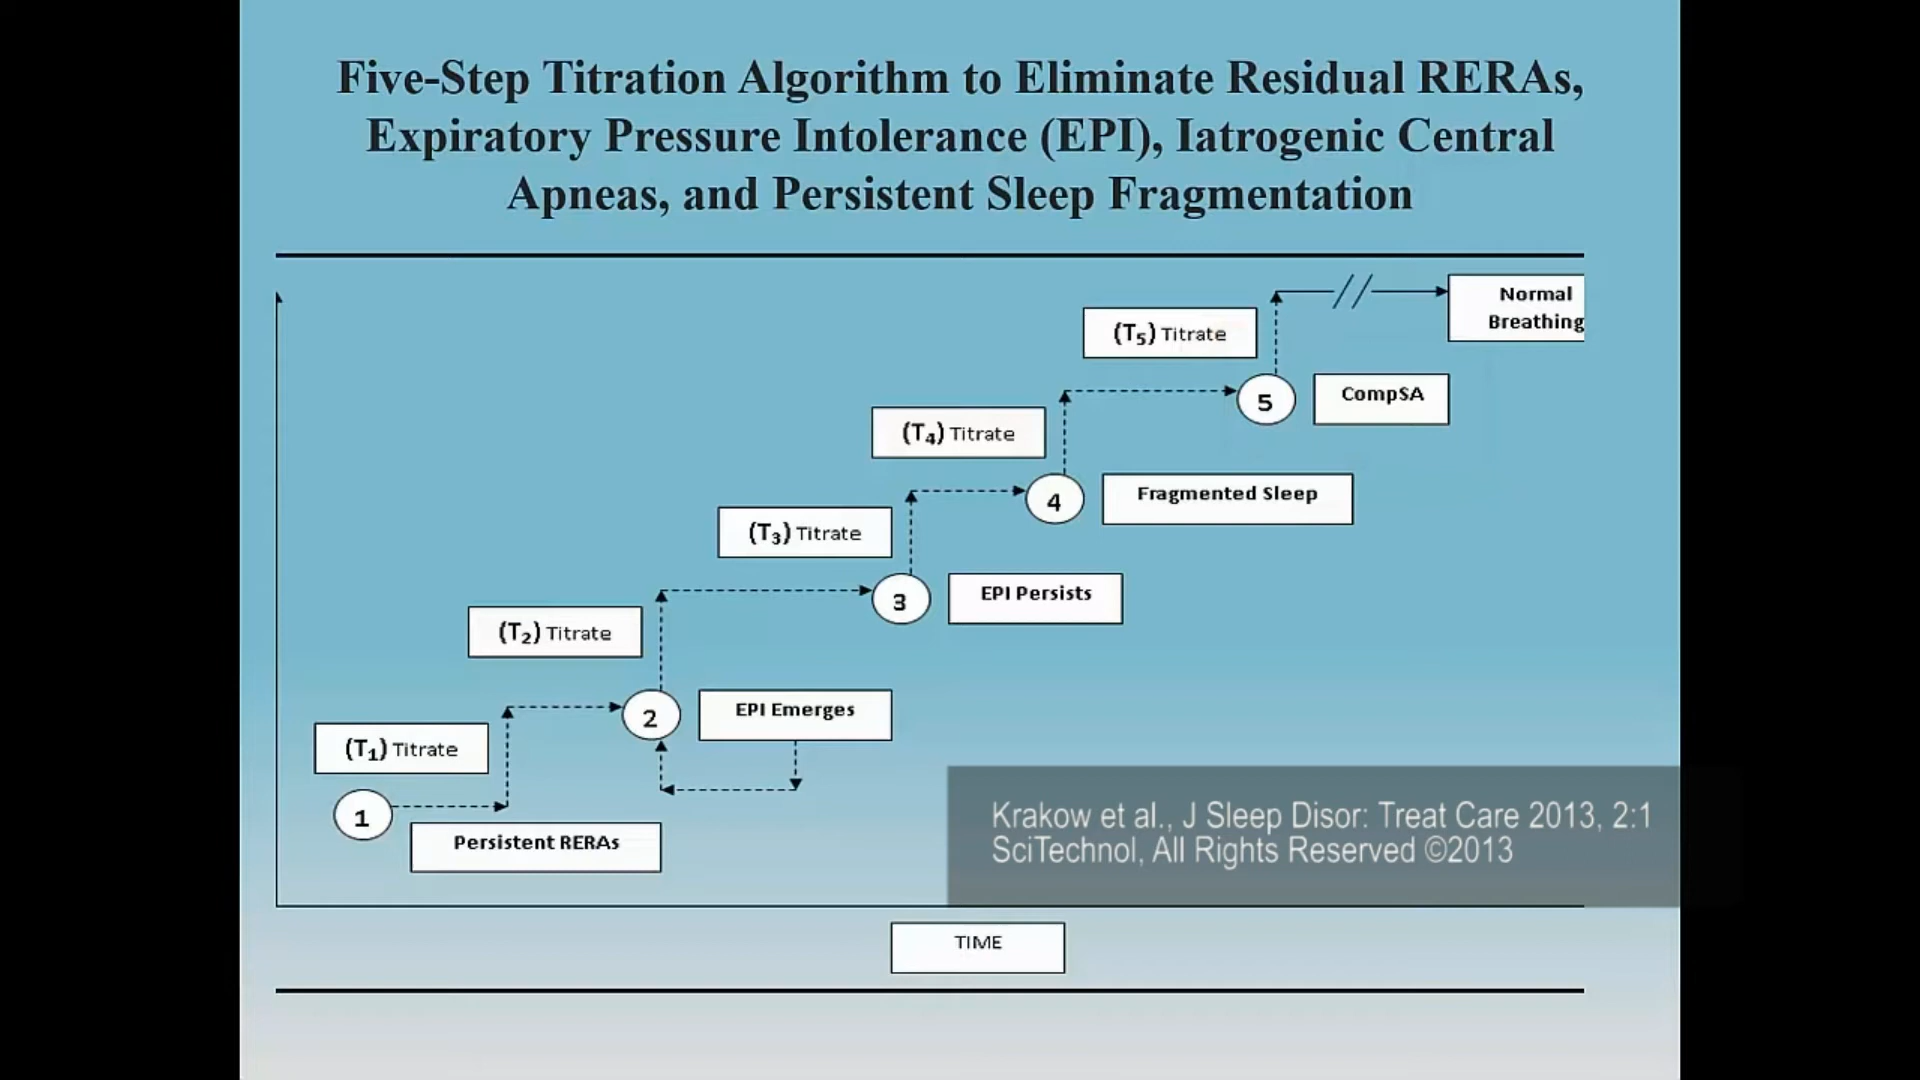 Five-Step Titration Algorithm to Eliminate Residual RERAs,
Expiratory Pressure Intolerance (EPI), Iatrogenic Central
Apneas, and Persistent Sleep Fragmentation
Normal
Breathing
(T5) Titrate
5
CompSA
(T4) Titrate
4
Fragmented Sleep
(T3) Titrate
3
EPI Persists
(T2) Titrate
2
EPI Emerges
(T1) Titrate
1
Persistent RERAs
Krakow et al., J Sleep Disor: Treat Care 2013, 2:1
SciTechnol, All Rights Reserved ©2013
TIME